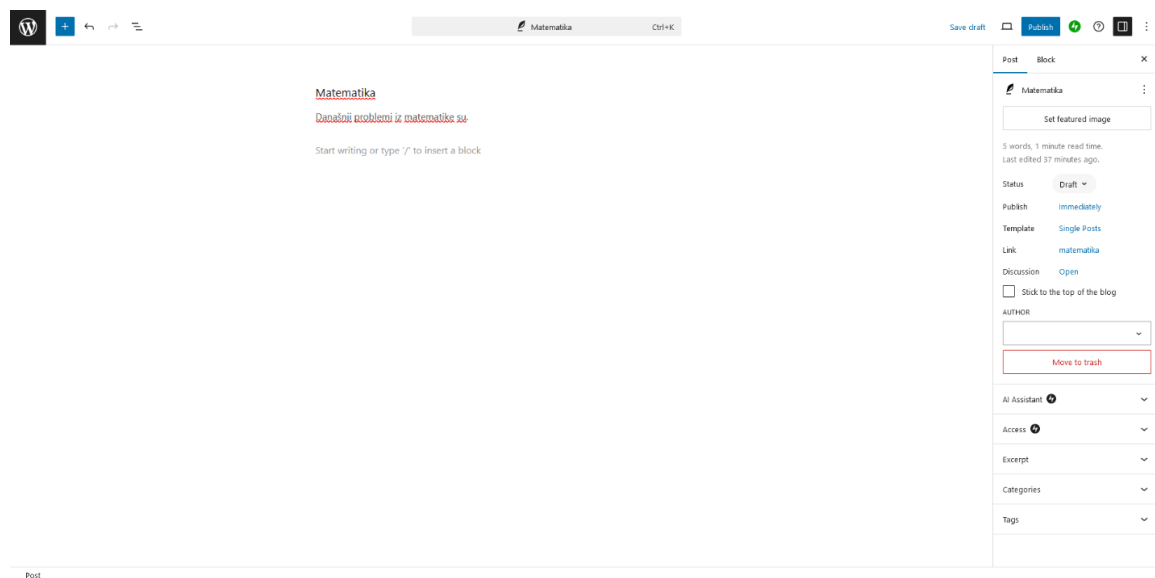 Matematika Ctrl+K
Save draft
Publish
Post Block
Matematika
Današnji problemi iz matematike su.
Start writing or type '/' to insert a block
Matematika
Set featured image
5 words, 1 minute read time.
Last edited 37 minutes ago.
Status Draft
Publish Immediately
Template Single Posts
Link matematika
Discussion Open
Stick to the top of the blog
AUTHOR
Move to trash
AI Assistant
Access
Excerpt
Categories
Tags
Post